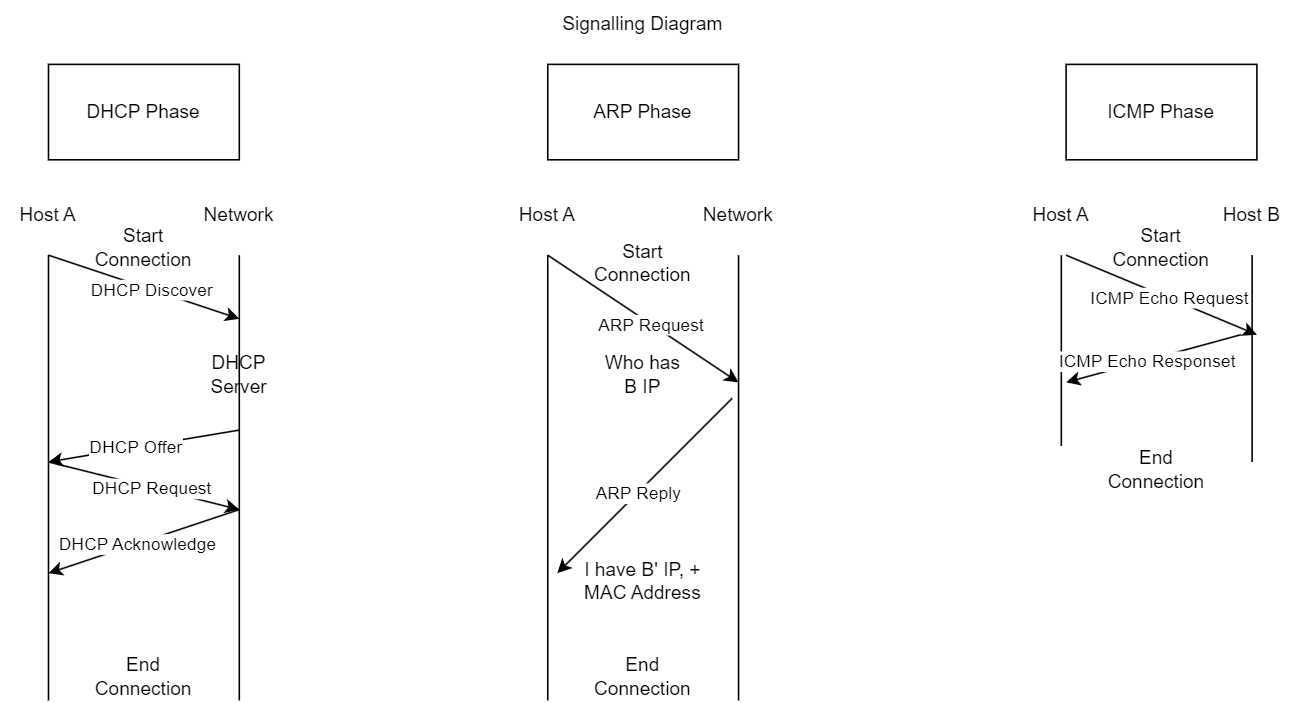 Signalling Diagram
DHCP Phase
ARP Phase
ICMP Phase
Host A
Network
Start
Connection
DHCP Discover
DHCP
Server
DHCP Offer
DHCP Request
DHCP Acknowledge
End
Connection
Host A
Network
Start
Connection
ARP Request
Who has
B IP
ARP Reply
I have B' IP, +
MAC Address
End
Connection
Host A
Host B
Start
Connection
ICMP Echo Request
ICMP Echo Responset
End
Connection